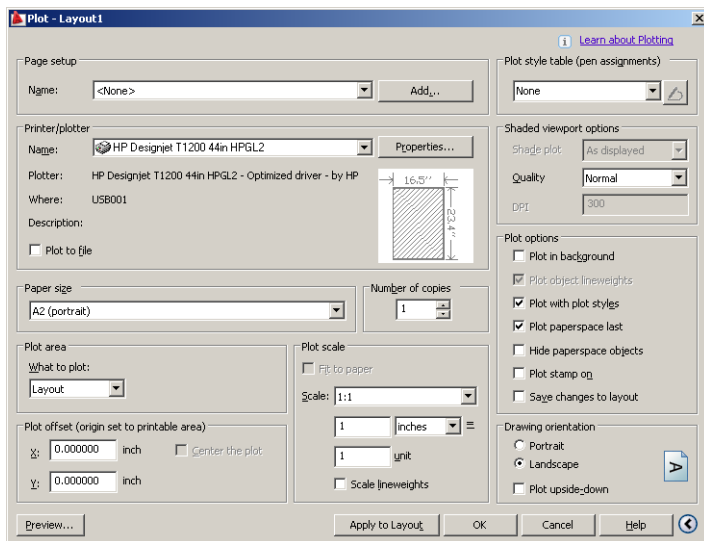 Plot - Layout1
Learn about Plotting
Page setup
Name: <None> Add...
Plot style table (pen assignments)
None
Printer/plotter
Name: HP Designjet T1200 44in HPGL2 Properties...
Plotter: HP Designjet T1200 44in HPGL2 - Optimized driver - by HP
Where: USB001
Description:
Plot to file
16.5''
23.4''
Shaded viewport options
Shade plot As displayed
Quality Normal
DPI 300
Paper size
A2 (portrait)
Number of copies
1
Plot options
Plot in background
Plot object lineweights
Plot with plot styles
Plot paperspace last
Hide paperspace objects
Plot stamp on
Save changes to layout
Plot area
What to plot:
Layout
Plot scale
Fit to paper
Scale: 1:1
1 inches =
1 unit
Scale lineweights
Plot offset (origin set to printable area)
X: 0.000000 inch Center the plot
Y: 0.000000 inch
Drawing orientation
Portrait
Landscape
Plot upside-down
A
Preview... Apply to Layout OK Cancel Help